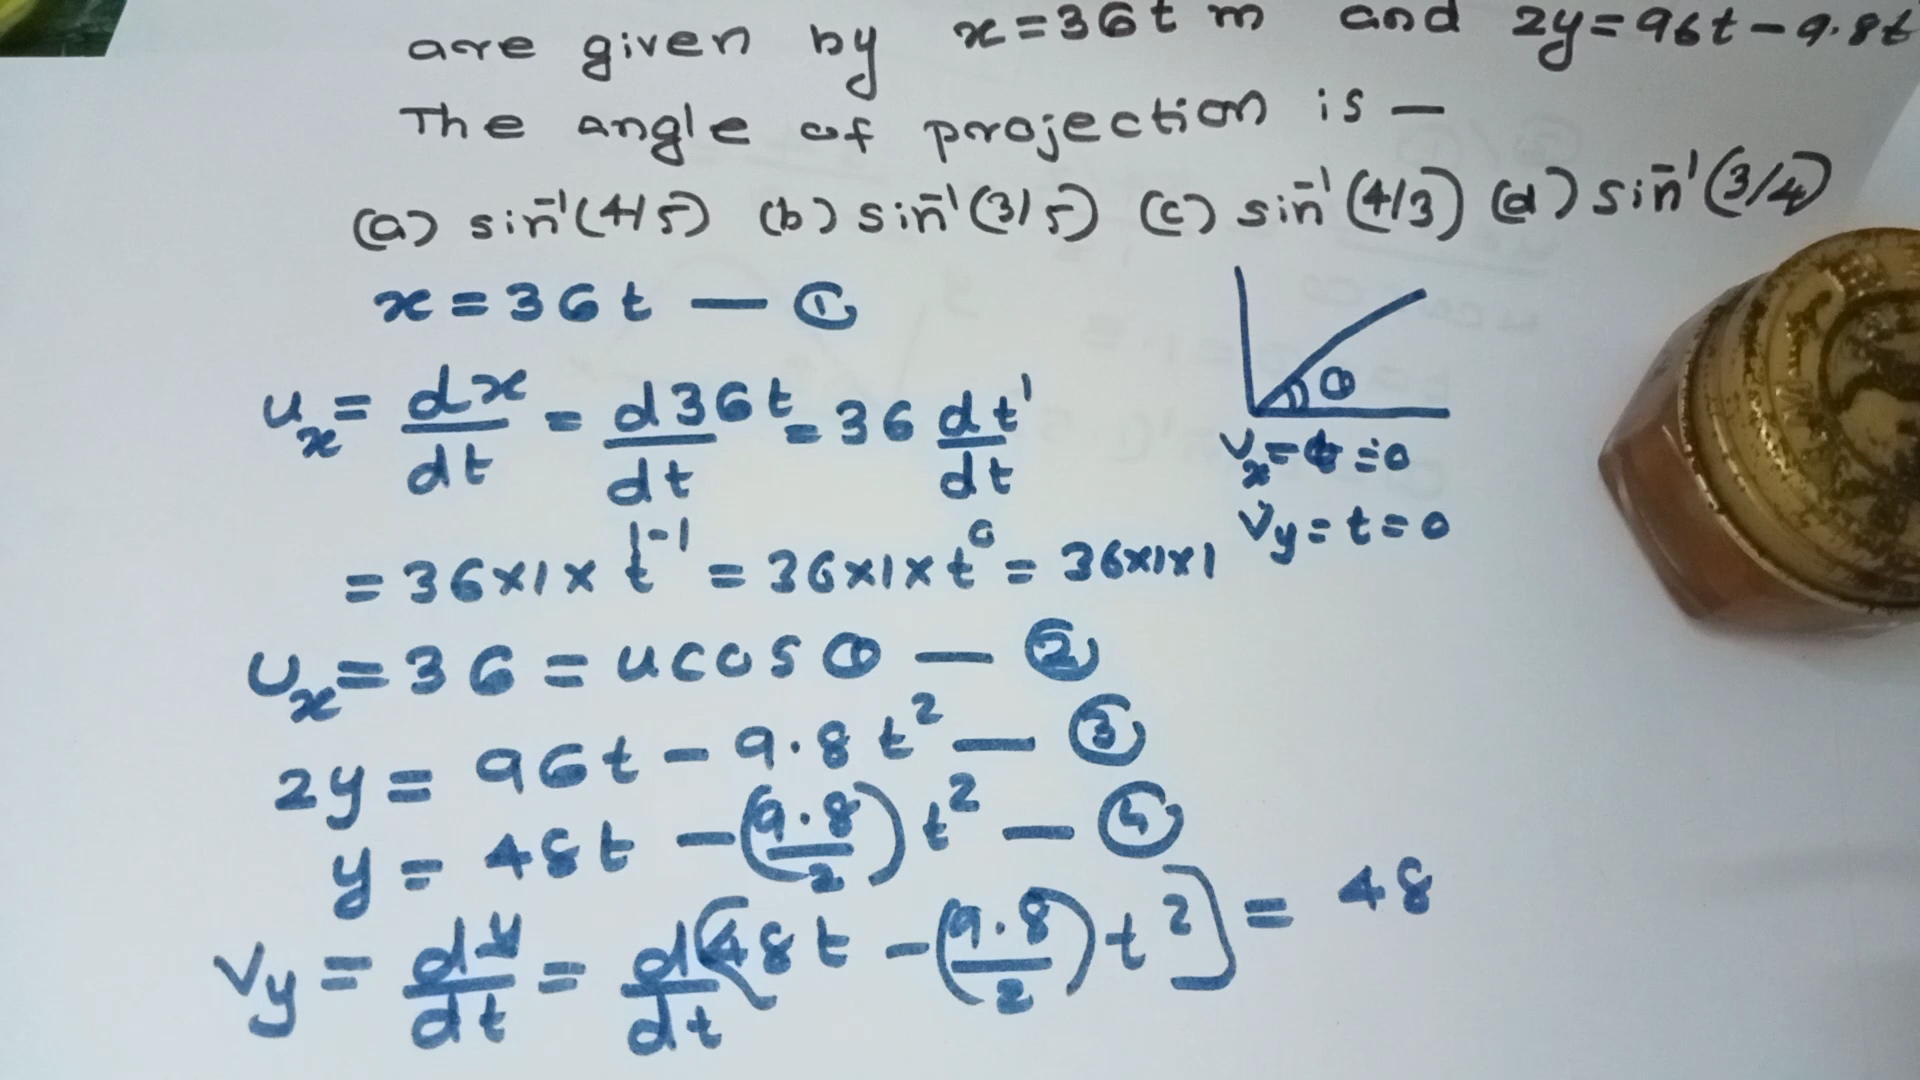 are given by x=36t m and 2y=96t-9.8t
The angle of projection is —
(a) sin⁻¹(4/5) (b) sin⁻¹(3/5) (c) sin⁻¹(4/3) (d) sin⁻¹(3/4)
x=36t — ①
uₓ = dx/dt = d36t/dt = 36 dt¹/dt
θ
vₓ= =0
= 36×1×t¹⁻¹ = 36×1×t⁰ = 36×1×1
Vy=t=0
Uₓ=36=ucosθ — ②
2y = 96t - 9.8t² — ③
y = 48t - (9.8/2)t² — ④
Vy = dy/dt = d/dt[48t - (9.8/2)t²] = 48